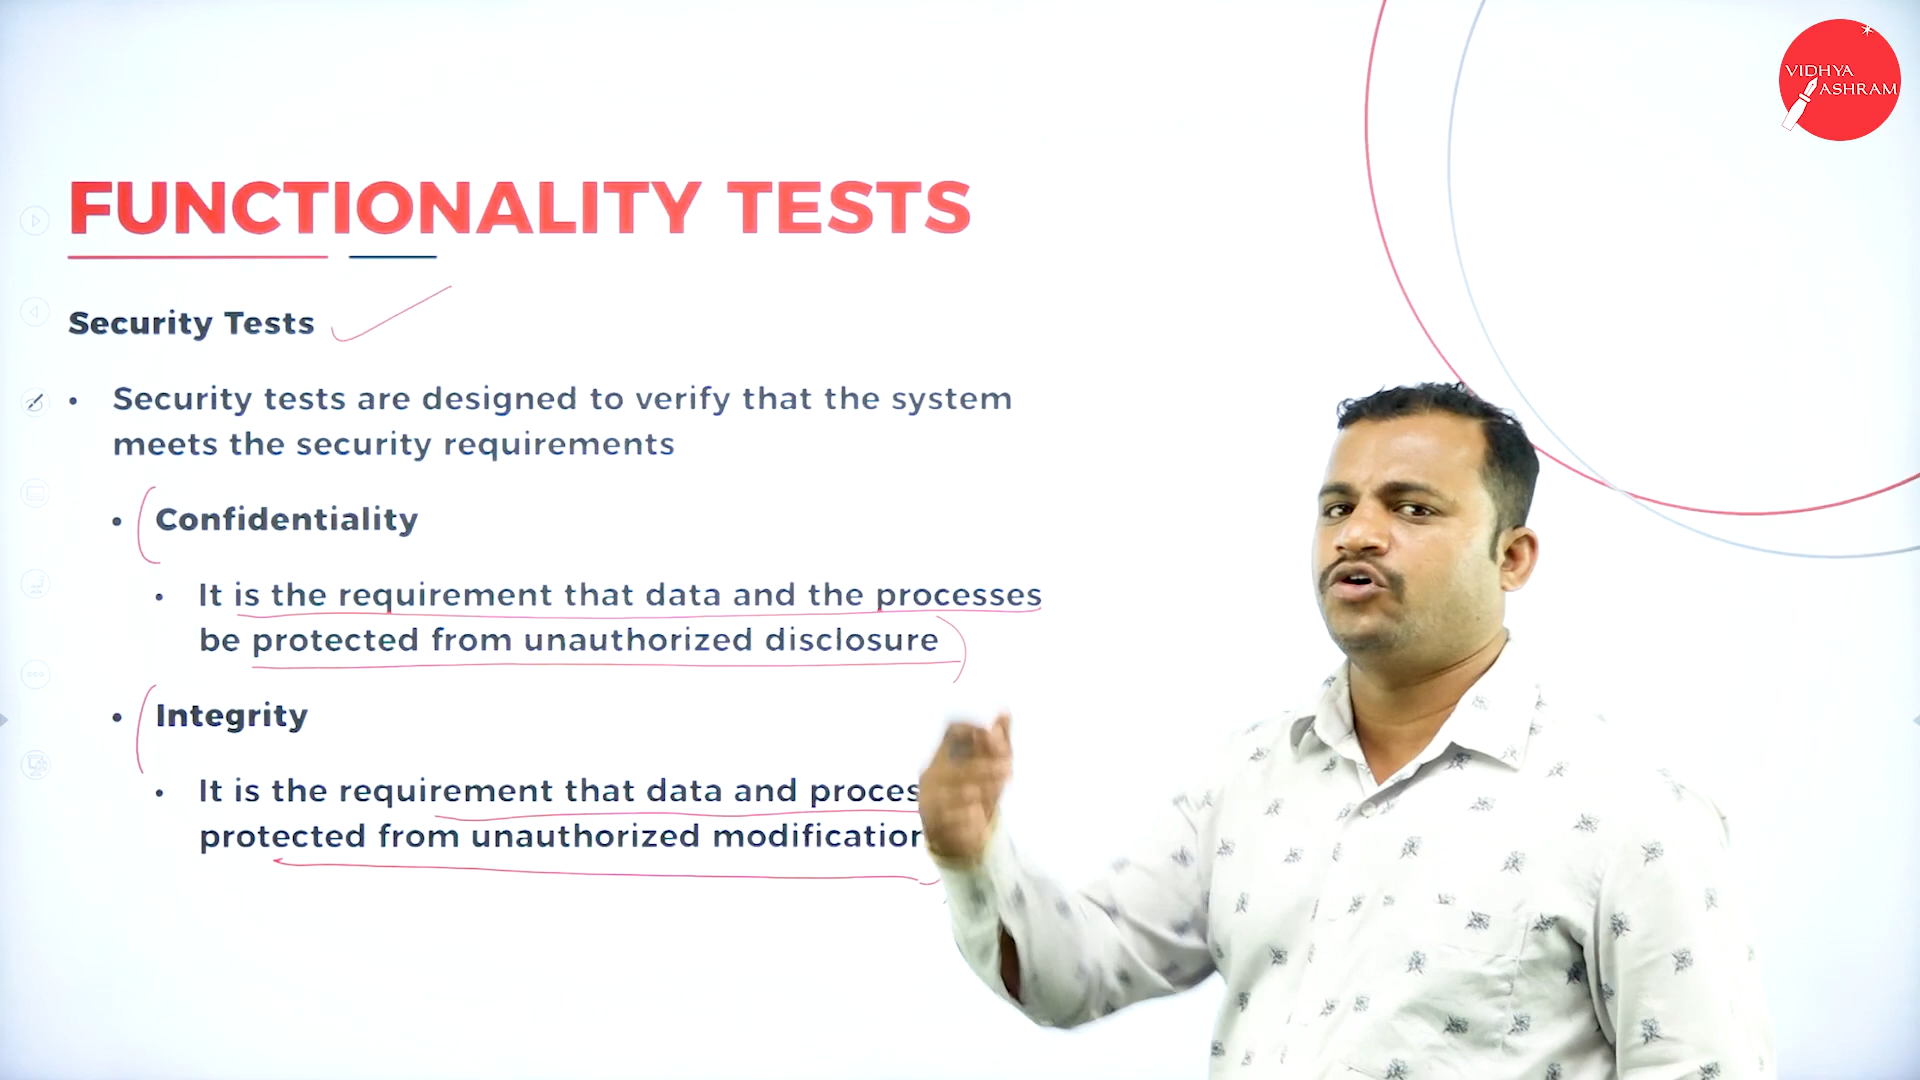 VIDHYA
ASHRAM
FUNCTIONALITY TESTS
Security Tests
• Security tests are designed to verify that the system
meets the security requirements
• Confidentiality
• It is the requirement that data and the processes
be protected from unauthorized disclosure
• Integrity
• It is the requirement that data and proces
protected from unauthorized modification